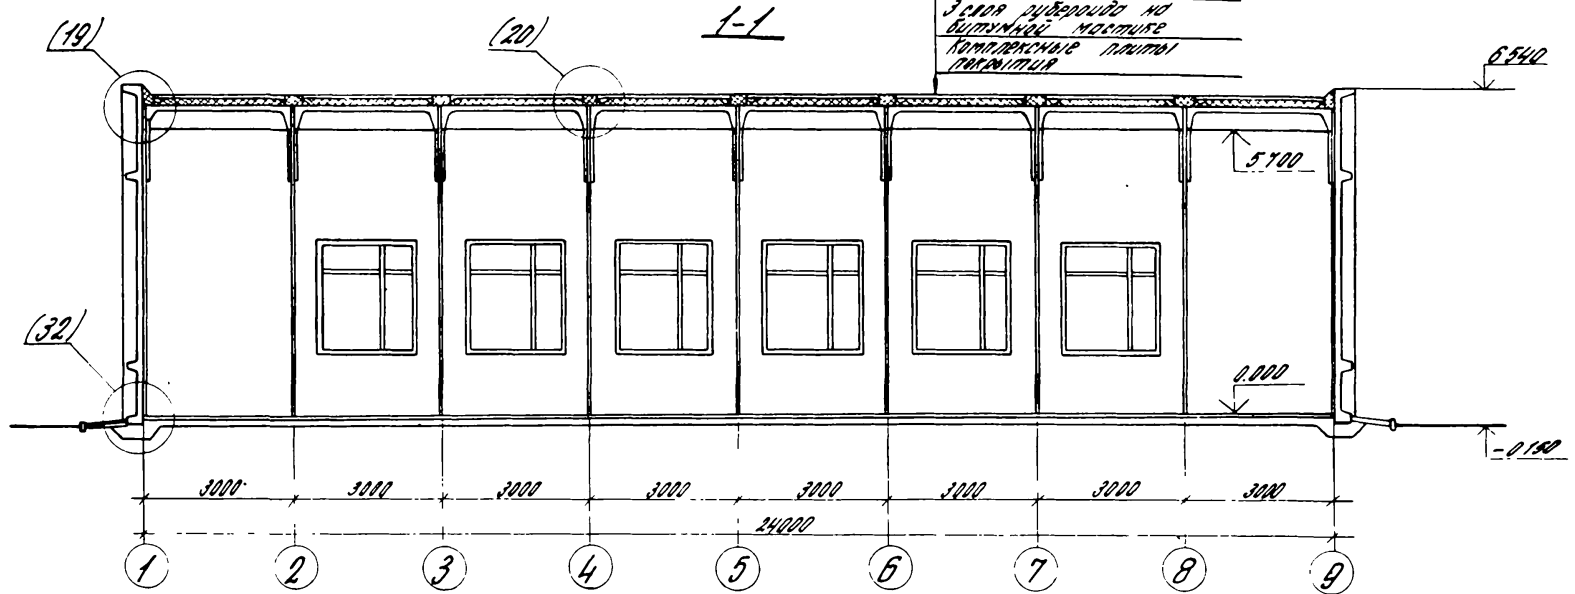 1-1
3 слоя рубероида на
битумной мастике
Комплексные плиты
покрытия
(19)
(20)
6.540
5.700
(32)
0.000
-0.150
3000 3000 3000 3000 3000 3000 3000 3000
24000
1 2 3 4 5 6 7 8 9